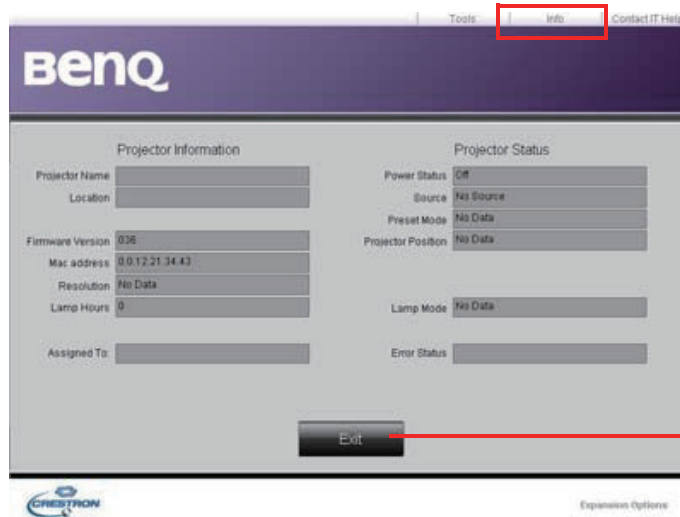 Tools Info Contact IT Help
BenQ
Projector Information
Projector Name
Location
Firmware Version 036
Mac address 0.0.12.21.34.43
Resolution No Data
Lamp Hours 0
Assigned To:
Projector Status
Power Status Off
Source No Source
Preset Mode No Data
Projector Position No Data
Lamp Mode No Data
Error Status
Exit
CRESTRON
Expansion Options